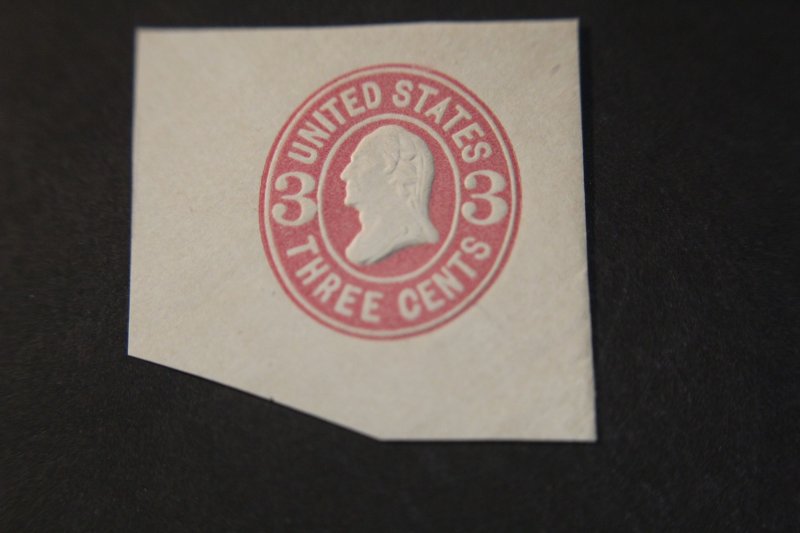 UNITED STATES
3 3
THREE CENTS